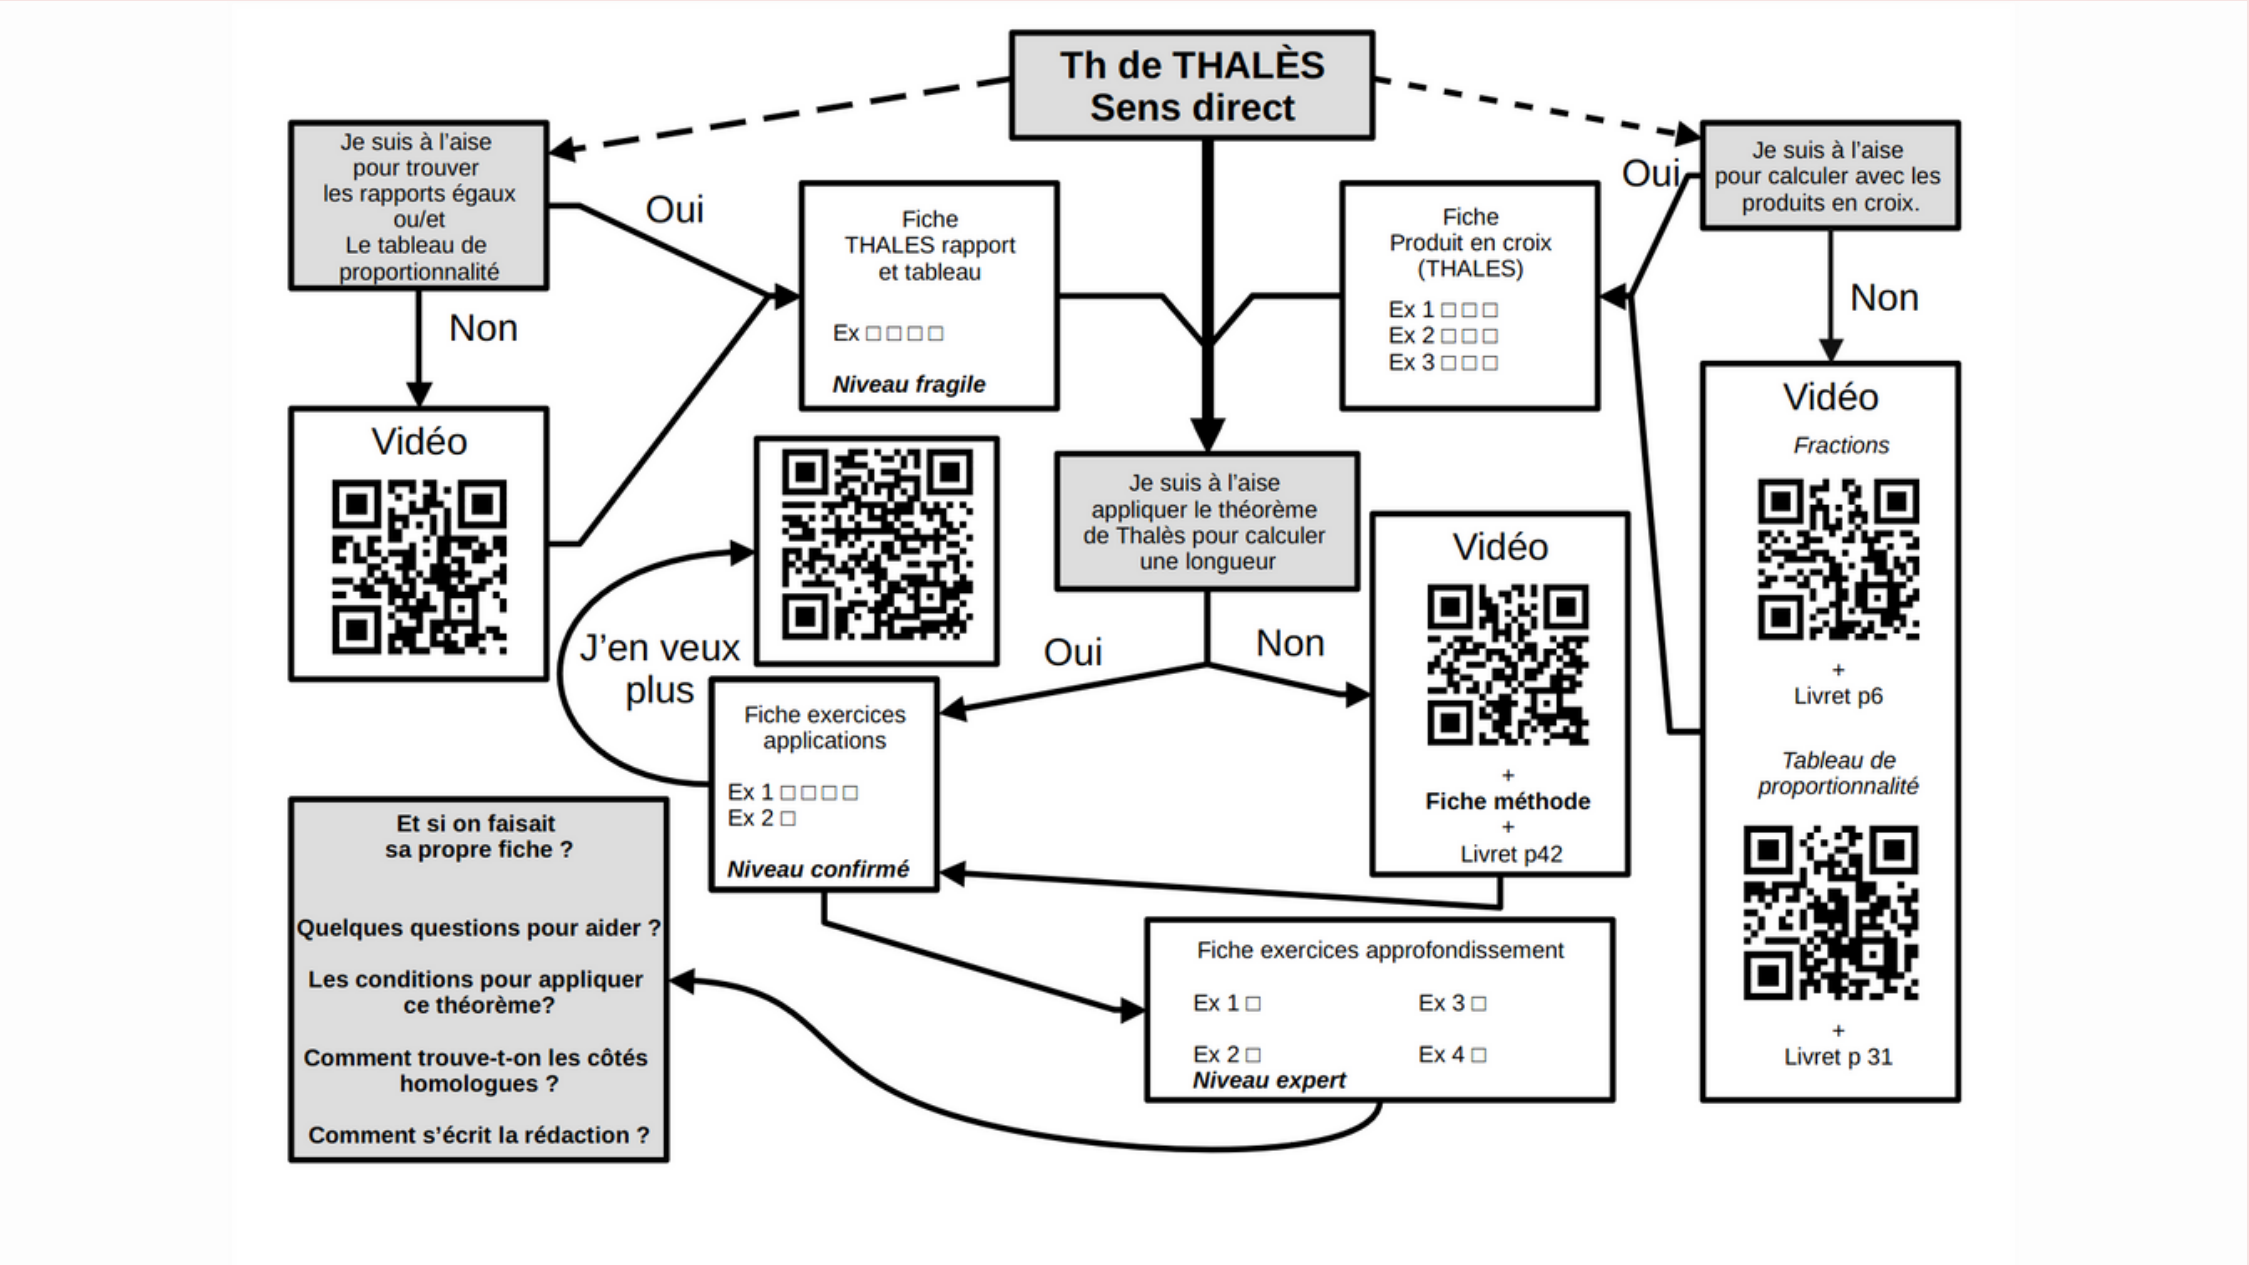 Th de THALÈS
Sens direct
Je suis à l'aise
pour trouver
les rapports égaux
ou/et
Le tableau de
proportionnalité
Oui
Non
Vidéo
Fiche
THALES rapport
et tableau
Ex □ □ □ □
Niveau fragile
Fiche
Produit en croix
(THALES)
Ex 1 □ □ □
Ex 2 □ □ □
Ex 3 □ □ □
Je suis à l'aise
pour calculer avec les
produits en croix.
Oui
Non
Vidéo
Fractions
+
Livret p6
Tableau de
proportionnalité
+
Livret p 31
Je suis à l'aise
appliquer le théorème
de Thalès pour calculer
une longueur
Oui
Non
Vidéo
+
Fiche méthode
+
Livret p42
J'en veux
plus
Fiche exercices
applications
Ex 1 □ □ □ □
Ex 2 □
Niveau confirmé
Fiche exercices approfondissement
Ex 1 □ Ex 3 □
Ex 2 □ Ex 4 □
Niveau expert
Et si on faisait
sa propre fiche ?
Quelques questions pour aider ?
Les conditions pour appliquer
ce théorème?
Comment trouve-t-on les côtés
homologues ?
Comment s'écrit la rédaction ?